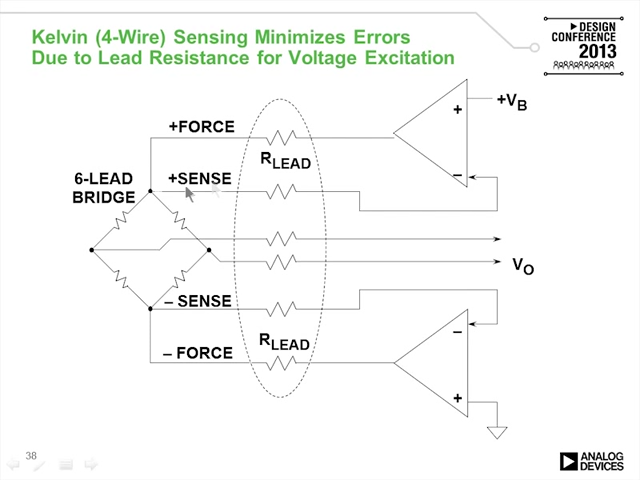 Kelvin (4-Wire) Sensing Minimizes Errors
Due to Lead Resistance for Voltage Excitation
DESIGN
CONFERENCE
2013
+FORCE
+VB
+
RLEAD
–
6-LEAD
BRIDGE
+SENSE
VO
– SENSE
–
RLEAD
– FORCE
+
38
ANALOG
DEVICES